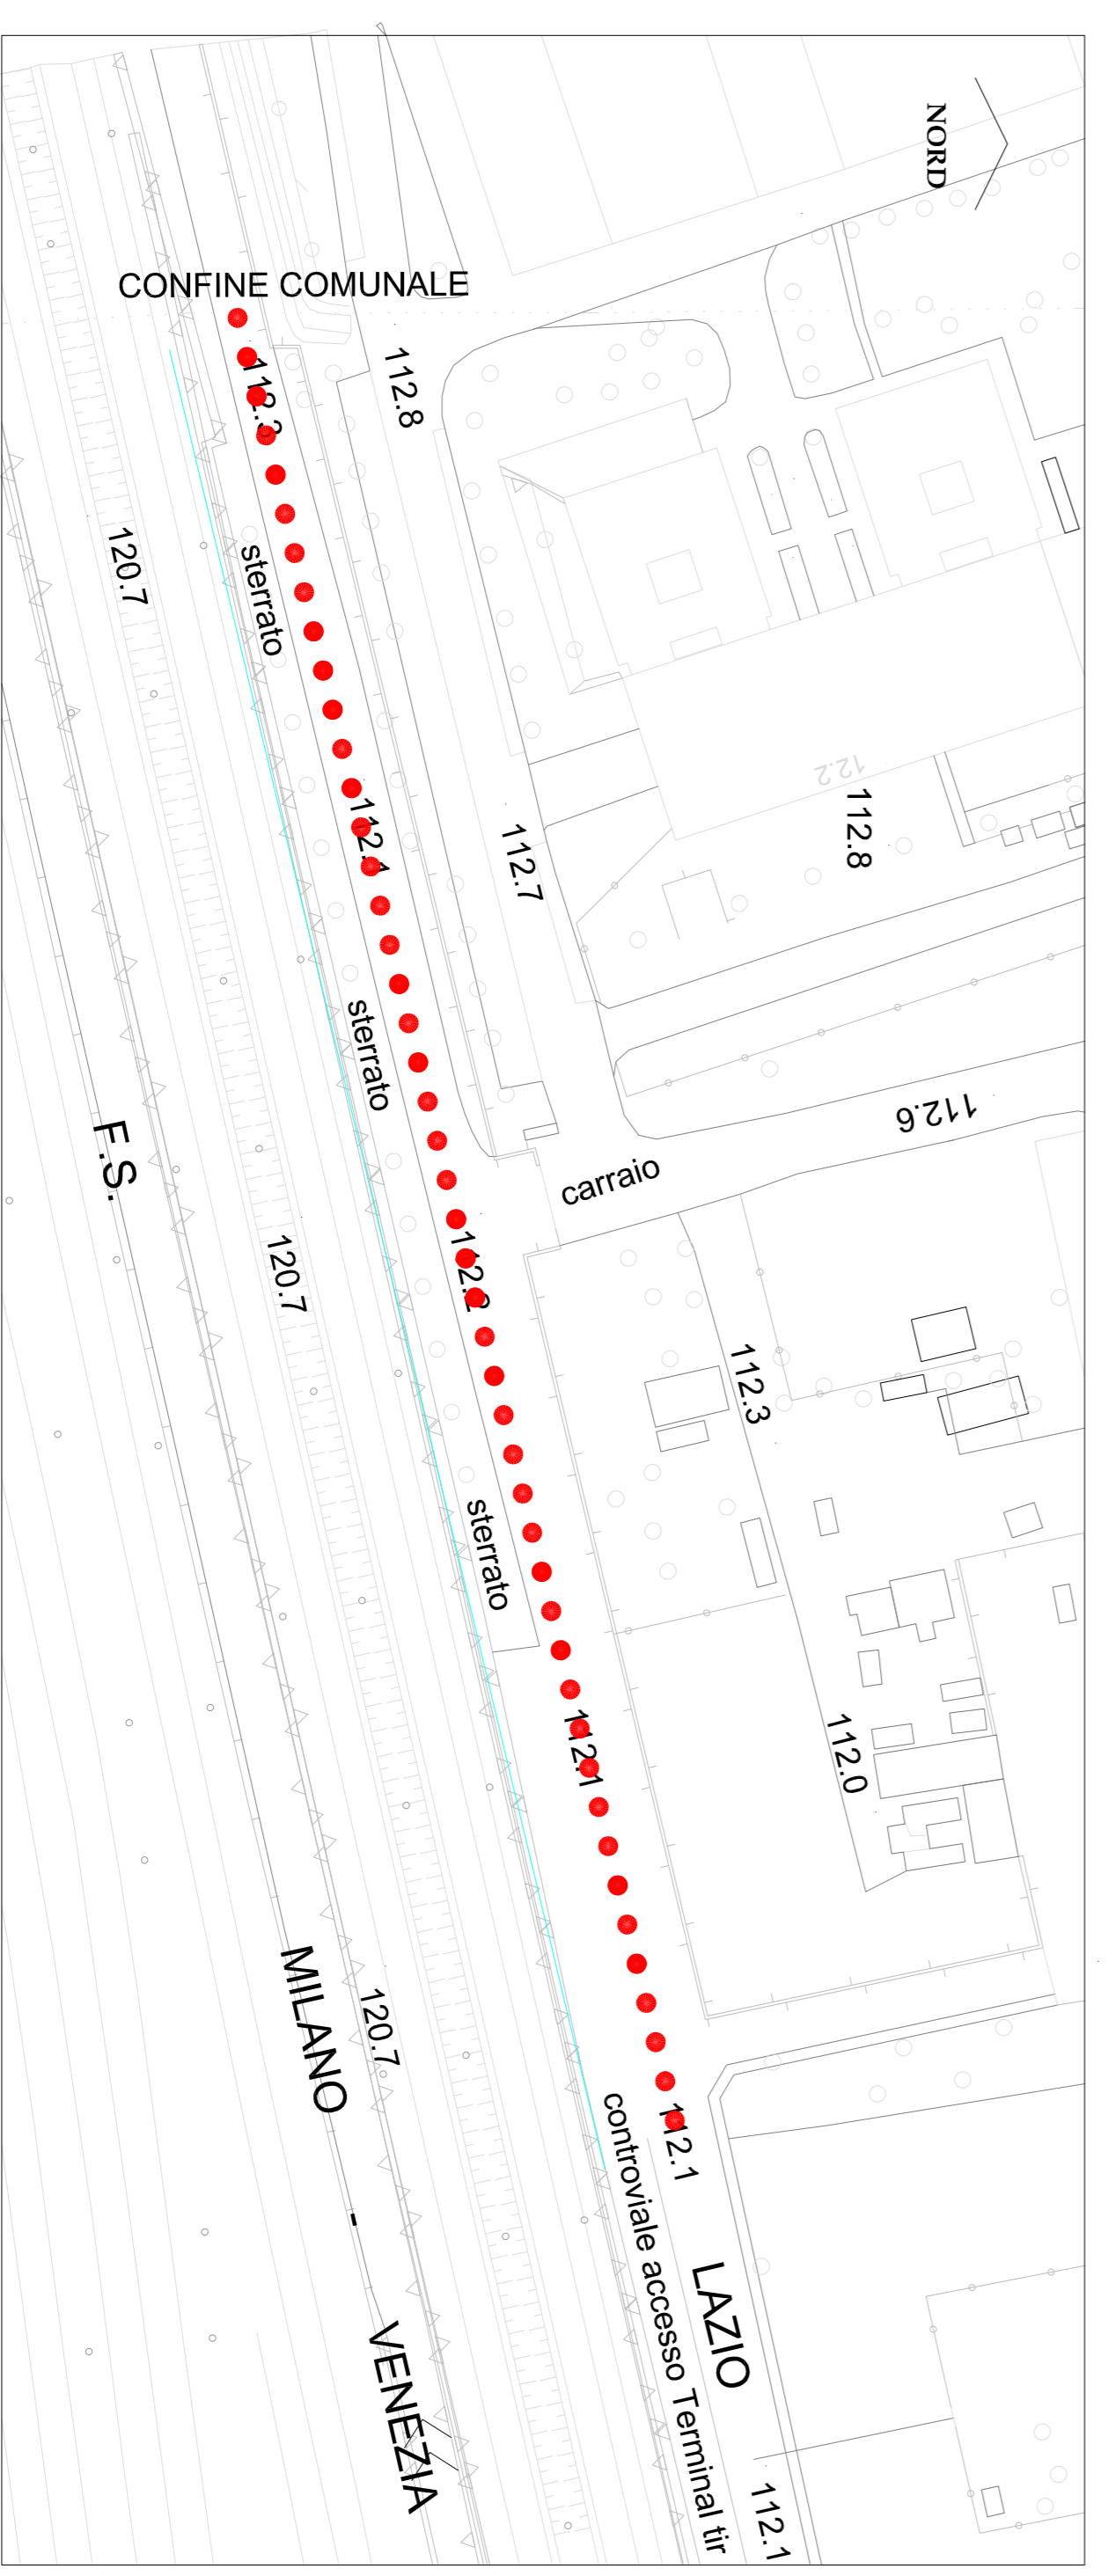 NORD
CONFINE COMUNALE
112.3
112.8
120.7
sterrato
12.2
112.8
112.1
112.7
sterrato
112.6
F.S.
carraio
120.7
112.2
112.3
sterrato
112.1
112.0
MILANO - VENEZIA
120.7
112.1
controviale accesso Terminal tir
LAZIO
112.1